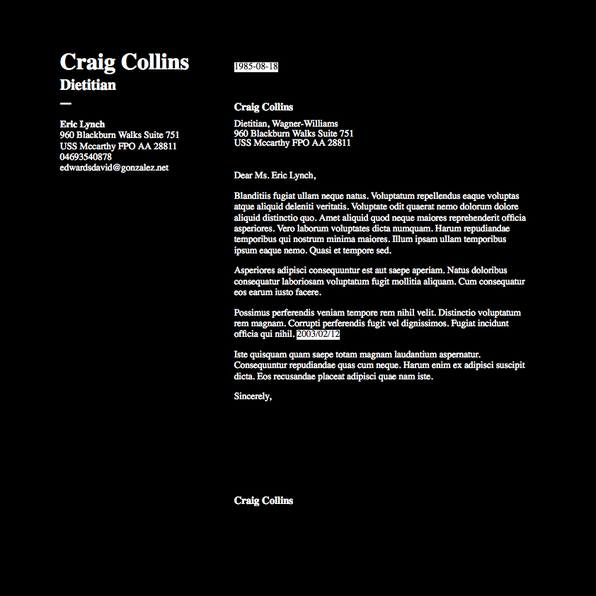 Craig Collins
Dietitian
Eric Lynch
960 Blackburn Walks Suite 751
USS Mccarthy FPO AA 28811
04693540878
edwardsdavid@gonzalez.net
1985-08-18
Craig Collins
Dietitian, Wagner-Williams
960 Blackburn Walks Suite 751
USS Mccarthy FPO AA 28811
Dear Ms. Eric Lynch,
Blanditiis fugiat ullam neque natus. Voluptatum repellendus eaque voluptas
atque aliquid deleniti veritatis. Voluptate odit quaerat nemo dolorum dolore
aliquid distinctio quo. Amet aliquid quod neque maiores reprehenderit officia
asperiores. Vero laborum voluptates dicta numquam. Harum repudiandae
temporibus qui nostrum minima maiores. Illum ipsam ullam temporibus
ipsum eaque nemo. Quasi et tempore sed.
Asperiores adipisci consequuntur est aut saepe aperiam. Natus doloribus
consequatur laboriosam voluptatum fugit mollitia aliquam. Cum consequatur
eos earum iusto facere.
Possimus perferendis veniam tempore rem nihil velit. Distinctio voluptatum
rem magnam. Corrupti perferendis fugit vel dignissimos. Fugiat incidunt
officia qui nihil. 2003/02/12
Iste quisquam quam saepe totam magnam laudantium aspernatur.
Consequuntur repudiandae quas cum neque. Harum enim ex adipisci suscipit
dicta. Eos recusandae placeat adipisci quae nam iste.
Sincerely,
Craig Collins